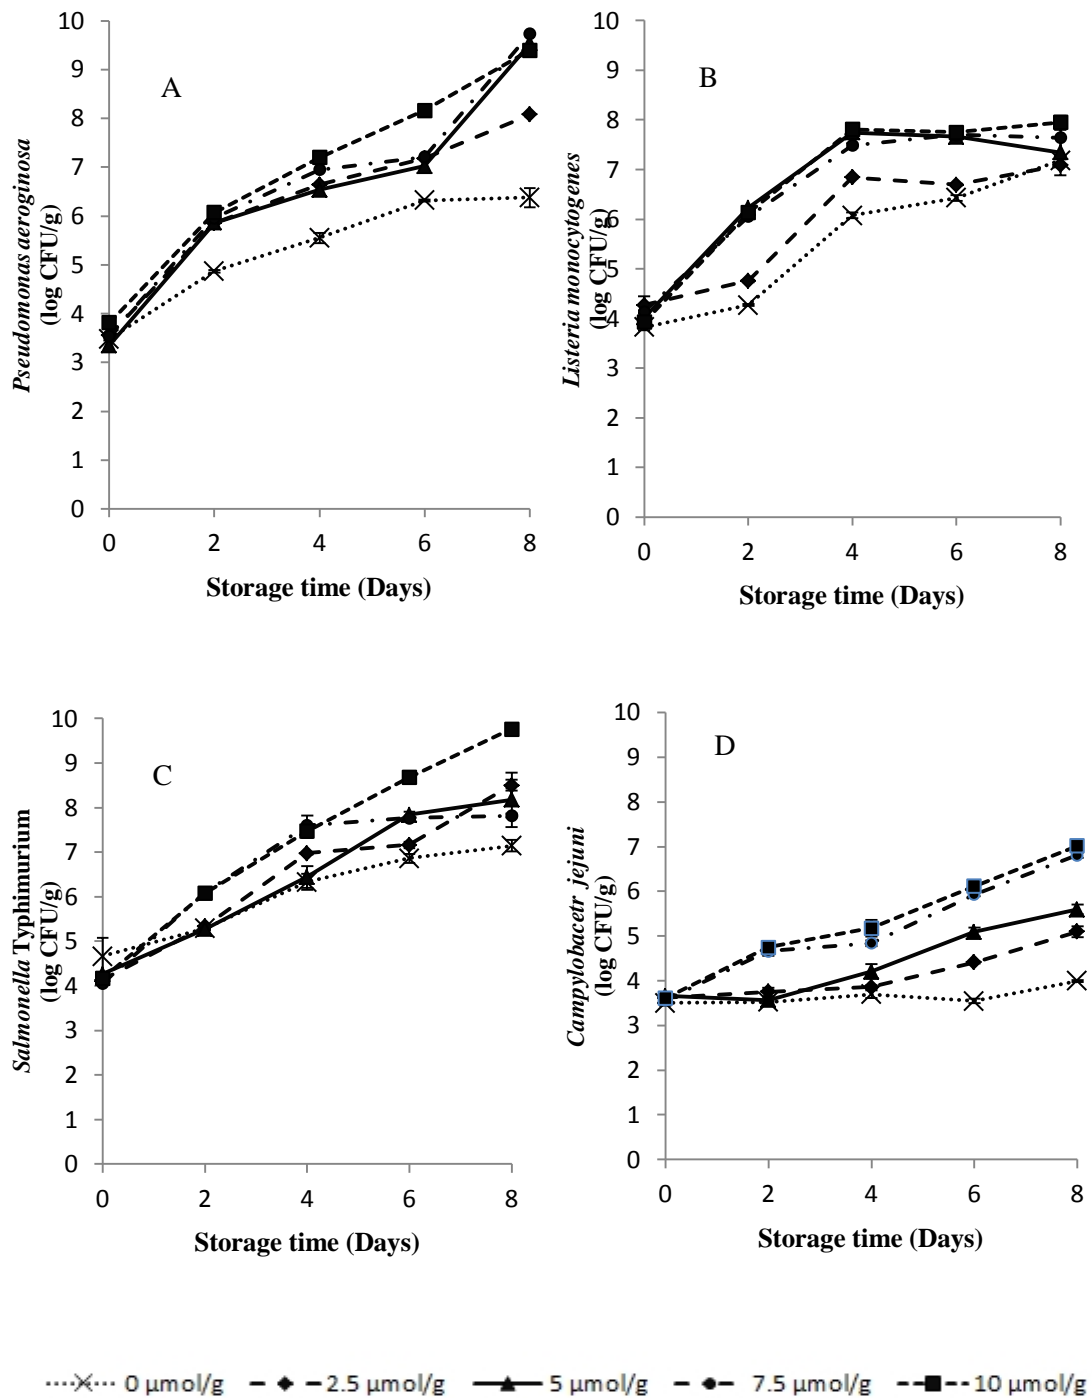 A
10
9
8
7
6
5
4
3
2
1
0
0 2 4 6 8
Pseudomonas aeroginosa
(log CFU/g)
Storage time (Days)
B
10
9
8
7
6
5
4
3
2
1
0
0 2 4 6 8
Listeria monocytogenes
(log CFU/g)
Storage time (Days)
C
10
9
8
7
6
5
4
3
2
1
0
0 2 4 6 8
Salmonella Typhimurium
(log CFU/g)
Storage time (Days)
D
10
9
8
7
6
5
4
3
2
1
0
0 2 4 6 8
Campylobacetr jejuni
(log CFU/g)
Storage time (Days)
0 µmol/g 2.5 µmol/g 5 µmol/g 7.5 µmol/g 10 µmol/g